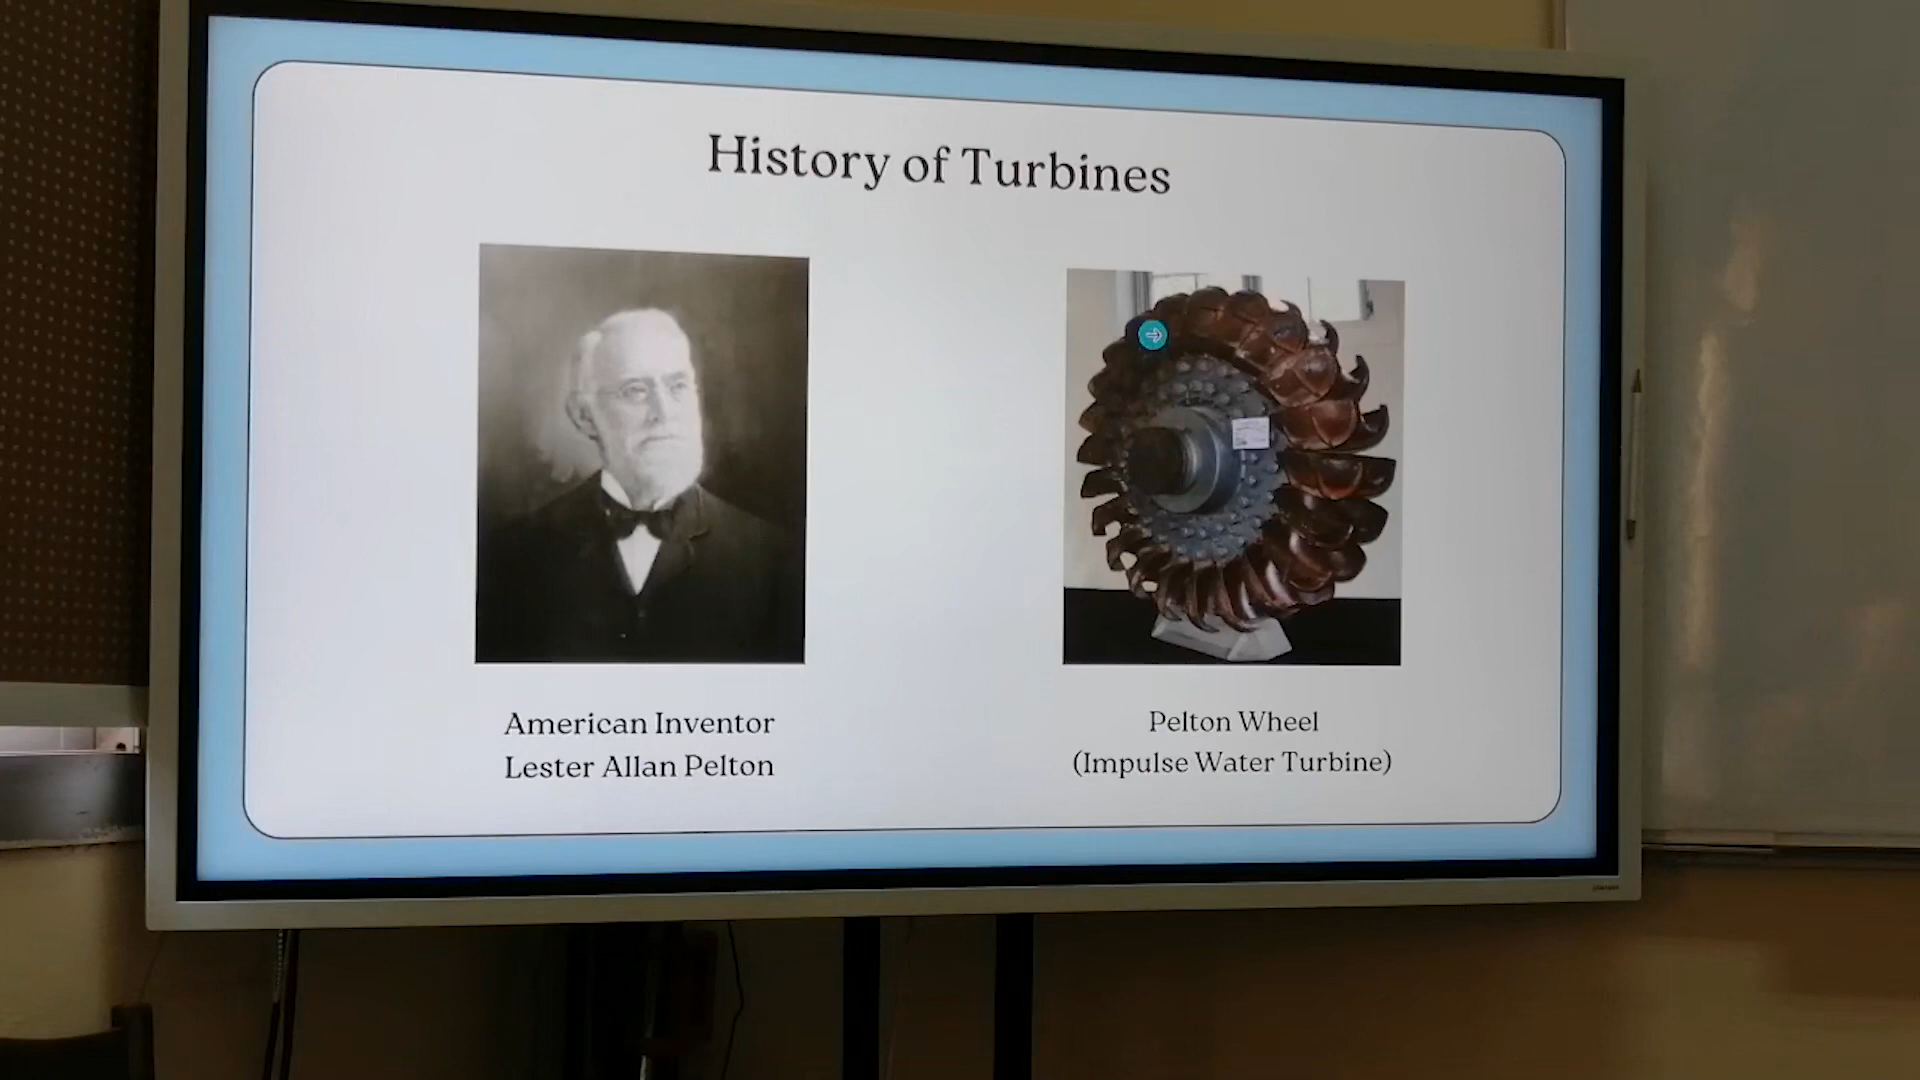 History of Turbines
American Inventor
Lester Allan Pelton
Pelton Wheel
(Impulse Water Turbine)